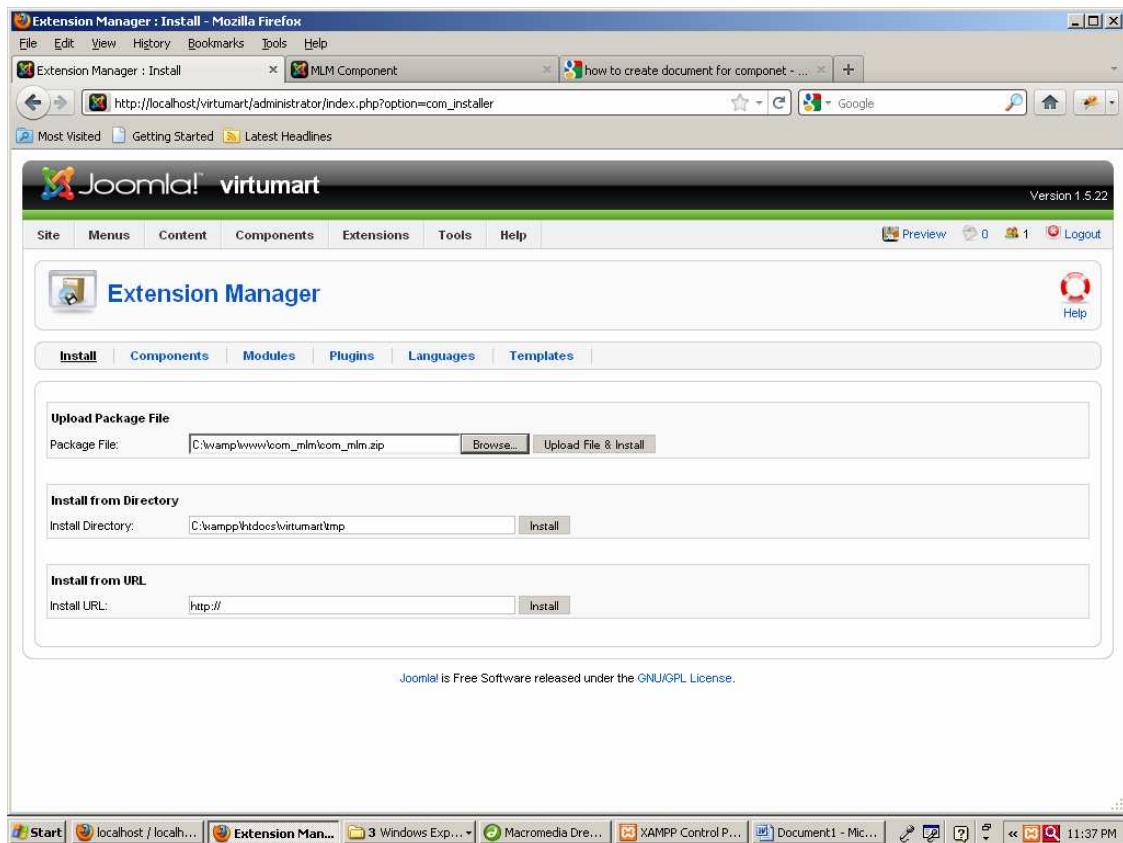 Extension Manager : Install - Mozilla Firefox
File Edit View History Bookmarks Tools Help
Extension Manager : Install MLM Component how to create document for componet - ...
http://localhost/virtumart/administrator/index.php?option=com_installer Google
Most Visited Getting Started Latest Headlines
Joomla! virtumart
Version 1.5.22
Site Menus Content Components Extensions Tools Help Preview 0 1 Logout
Extension Manager
Help
Install Components Modules Plugins Languages Templates
Upload Package File
Package File: C:\wamp\www\com_mlm\com_mlm.zip Browse... Upload File & Install
Install from Directory
Install Directory: C:\xampp\htdocs\virtumart\tmp Install
Install from URL
Install URL: http:// Install
Joomla! is Free Software released under the GNU/GPL License.
Start localhost / localh... Extension Man... 3 Windows Exp... Macromedia Dre... XAMPP Control P... Document1 - Mic... 11:37 PM